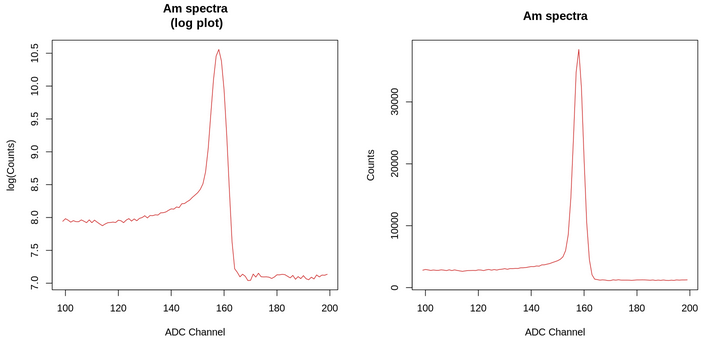 Am spectra
(log plot)
log(Counts)
10.5
10.0
9.5
9.0
8.5
8.0
7.5
7.0
100 120 140 160 180 200
ADC Channel
Am spectra
Counts
30000
20000
10000
0
100 120 140 160 180 200
ADC Channel